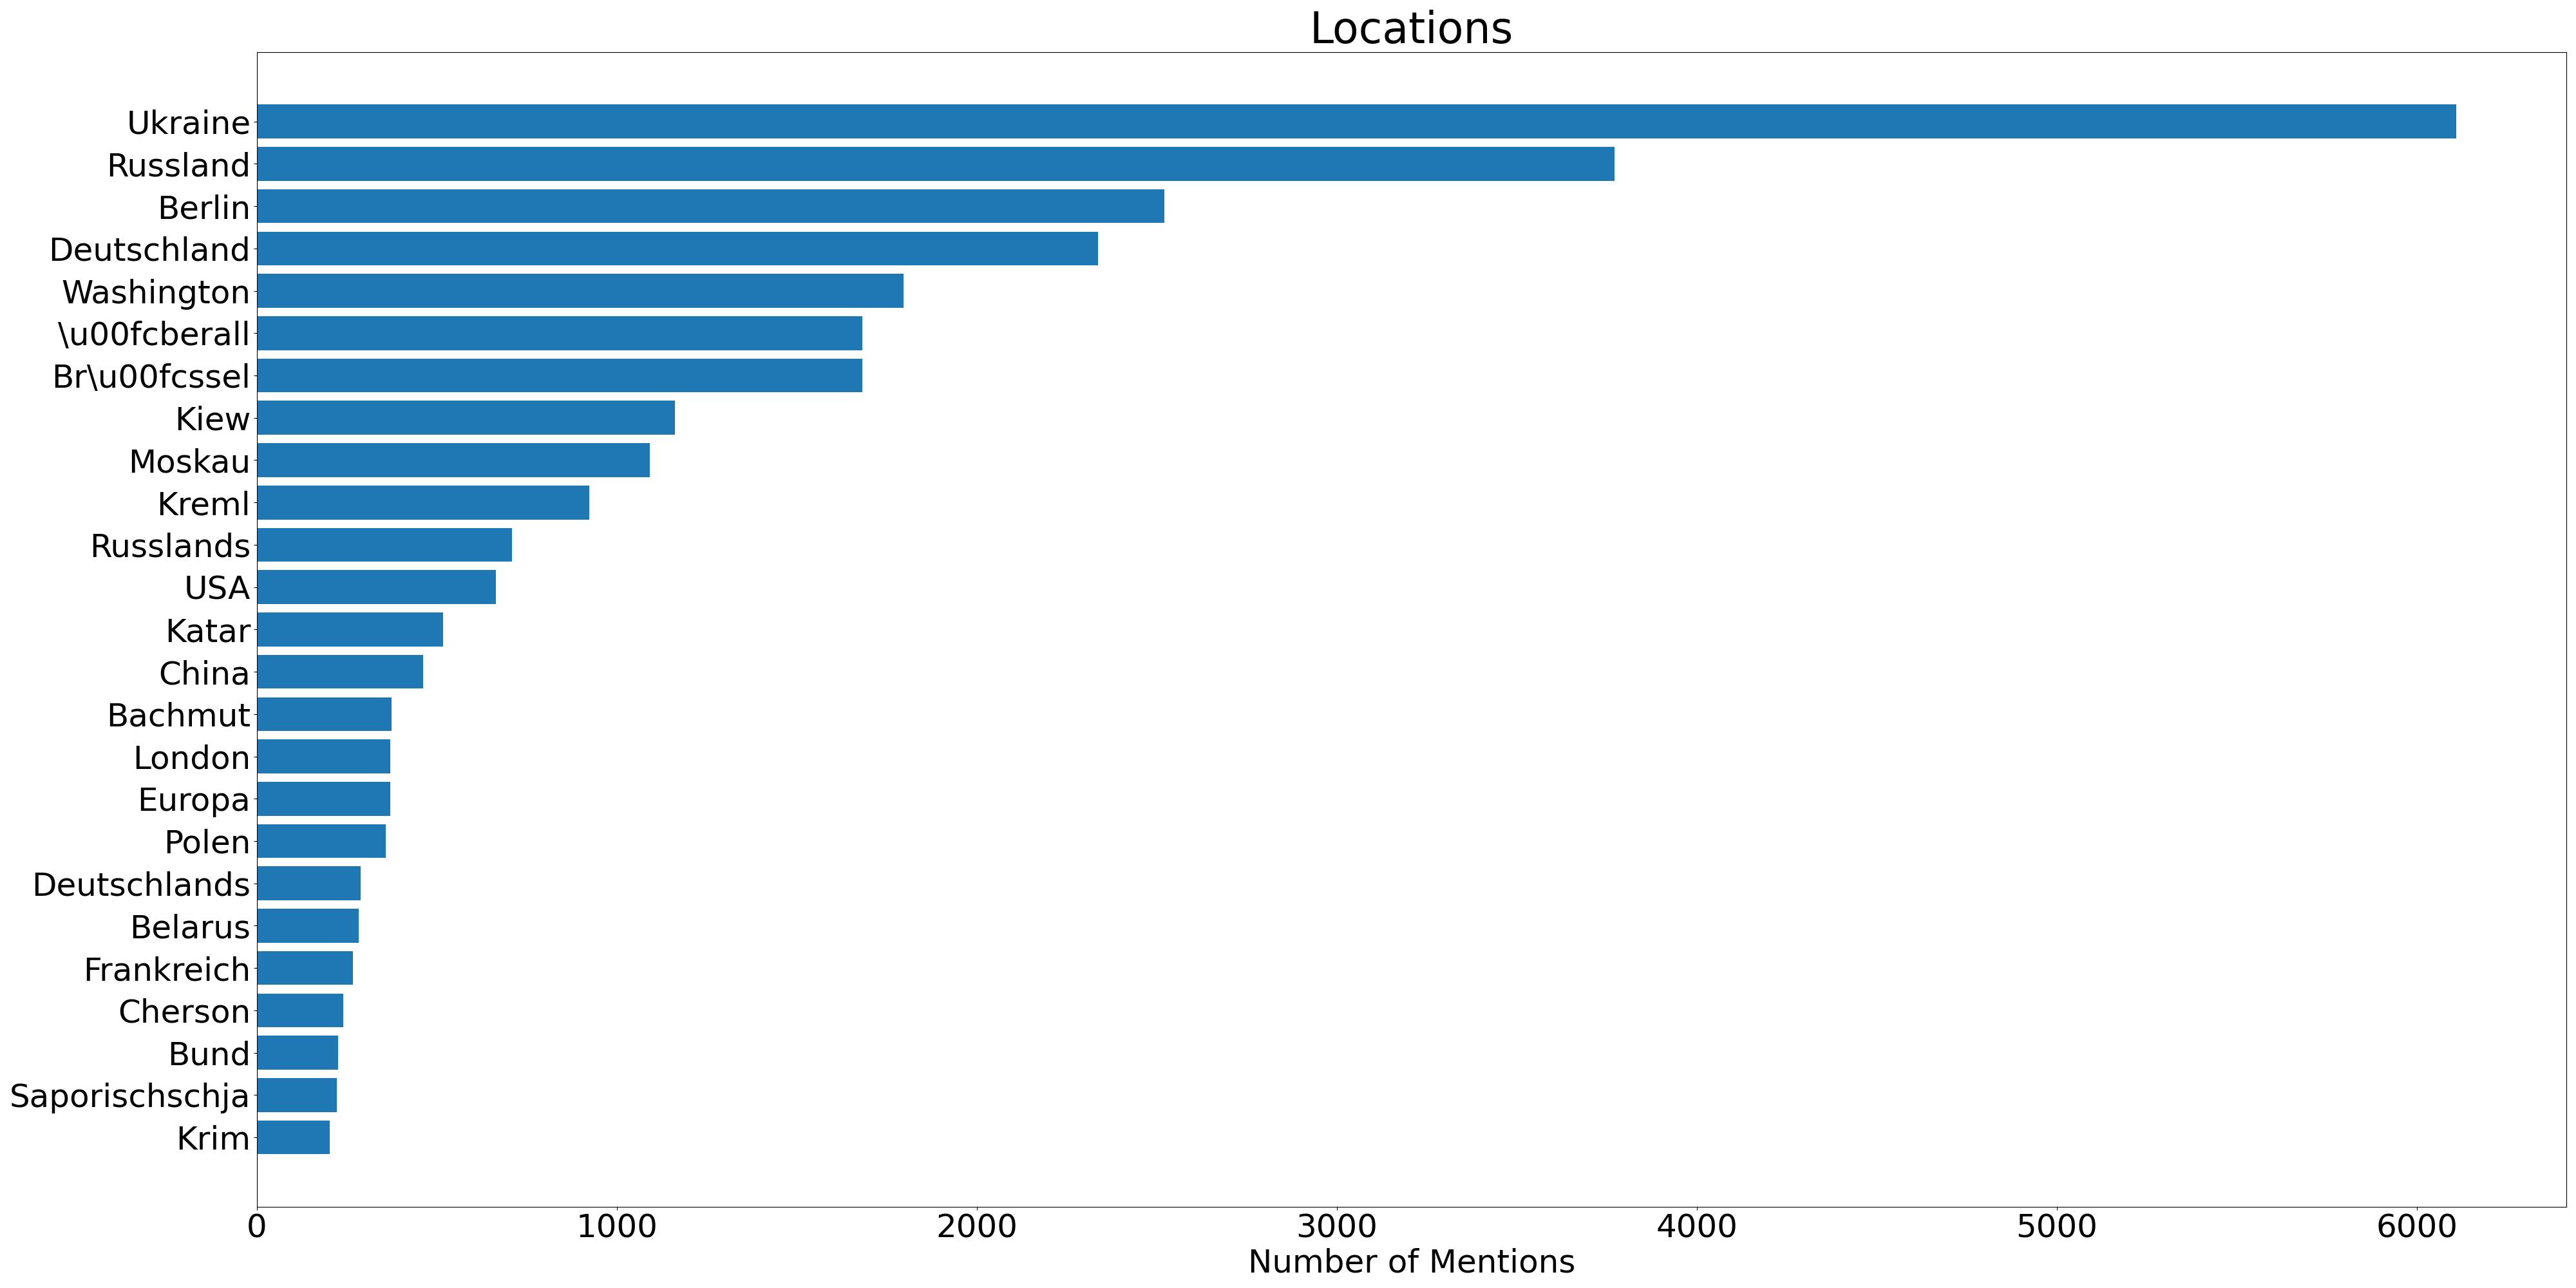 Locations
Ukraine
Russland
Berlin
Deutschland
Washington
\u00fcberall
Br\u00fcssel
Kiew
Moskau
Kreml
Russlands
USA
Katar
China
Bachmut
London
Europa
Polen
Deutschlands
Belarus
Frankreich
Cherson
Bund
Saporischschja
Krim
0 1000 2000 3000 4000 5000 6000
Number of Mentions